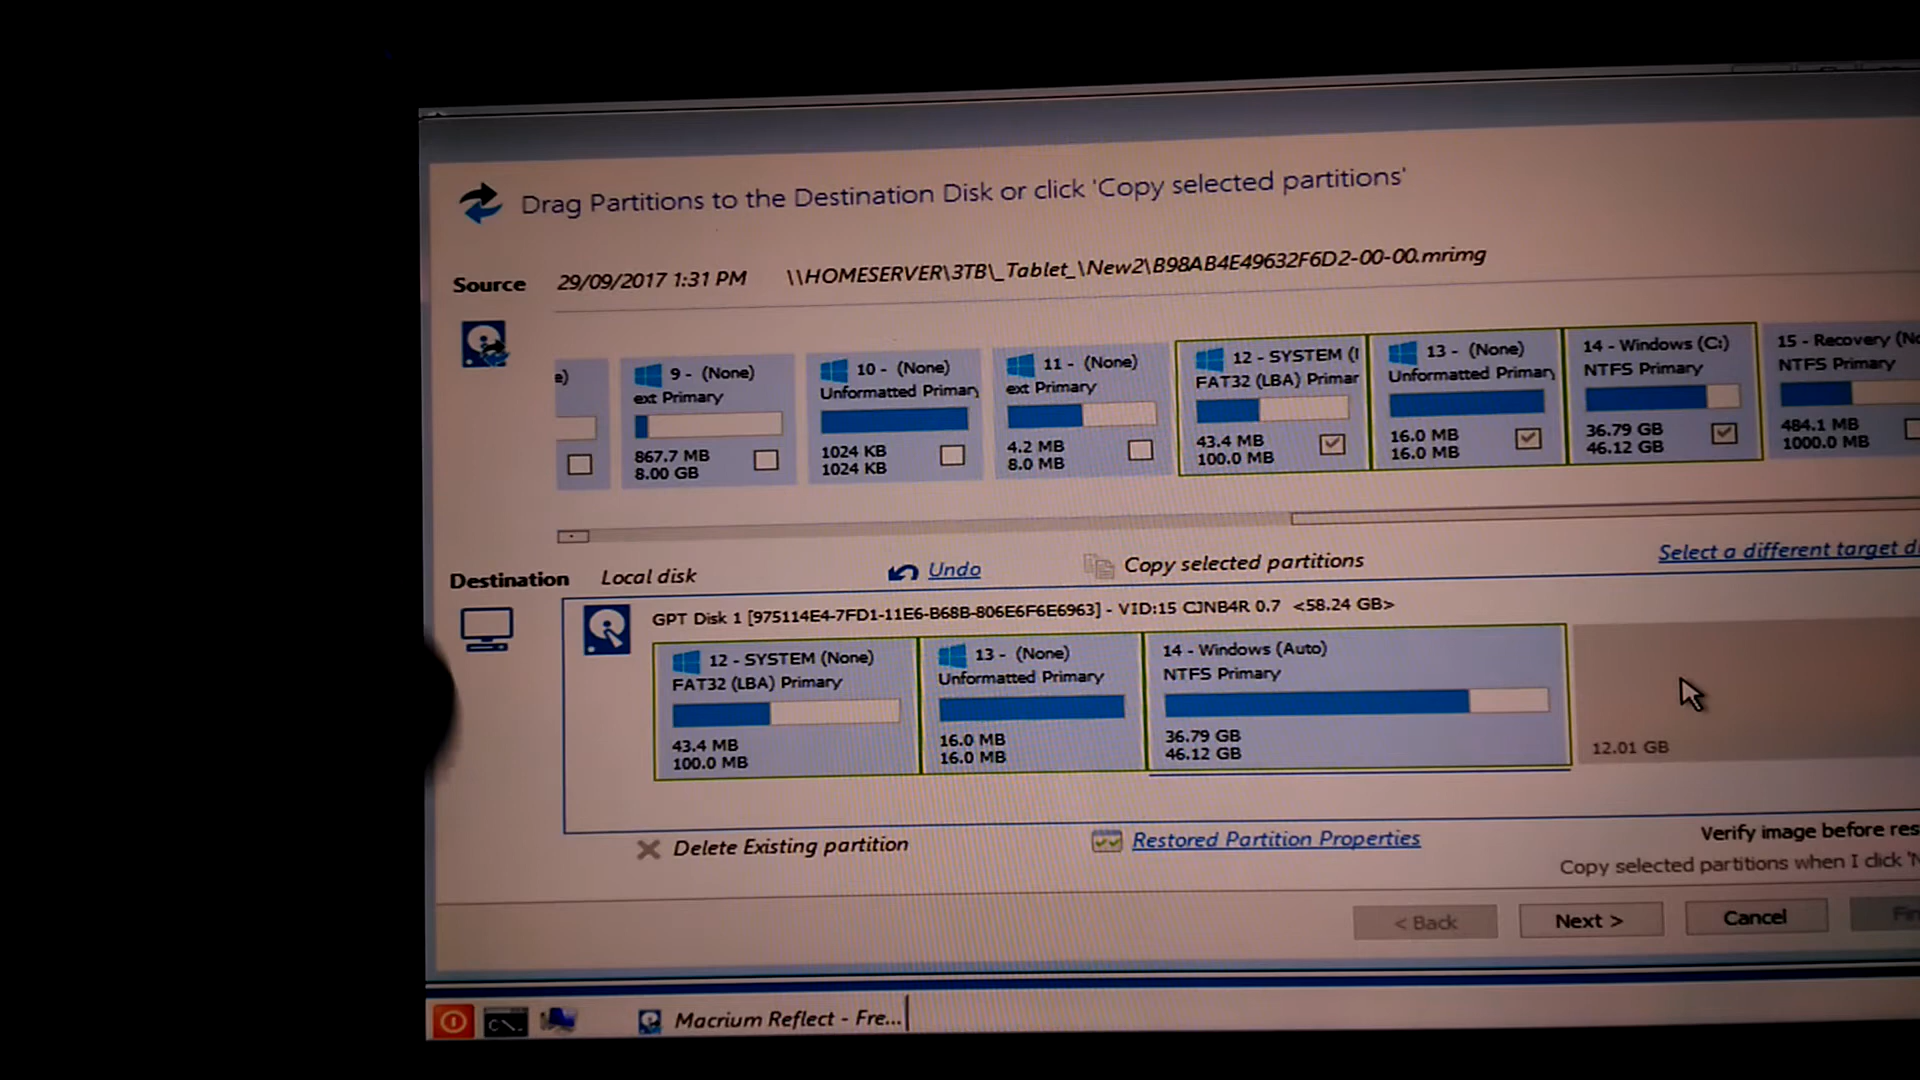 Drag Partitions to the Destination Disk or click 'Copy selected partitions'
Source 29/09/2017 1:31 PM \\HOMESERVER\3TB\_Tablet_\New2\B98AB4E49632F6D2-00-00.mrimg
e)
9 - (None)
ext Primary
867.7 MB
8.00 GB
10 - (None)
Unformatted Primary
1024 KB
1024 KB
11 - (None)
ext Primary
4.2 MB
8.0 MB
12 - SYSTEM (
FAT32 (LBA) Primar
43.4 MB
100.0 MB
13 - (None)
Unformatted Primary
16.0 MB
16.0 MB
14 - Windows (C:)
NTFS Primary
36.79 GB
46.12 GB
15 - Recovery (No
NTFS Primary
484.1 MB
1000.0 MB
Destination Local disk Undo Copy selected partitions Select a different target di
GPT Disk 1 [975114E4-7FD1-11E6-B68B-806E6F6E6963] - VID:15 CJNB4R 0.7 <58.24 GB>
12 - SYSTEM (None)
FAT32 (LBA) Primary
43.4 MB
100.0 MB
13 - (None)
Unformatted Primary
16.0 MB
16.0 MB
14 - Windows (Auto)
NTFS Primary
36.79 GB
46.12 GB
12.01 GB
Delete Existing partition Restored Partition Properties Verify image before res
Copy selected partitions when I click 'N
< Back Next > Cancel Fin
C:\.
Macrium Reflect - Fre...